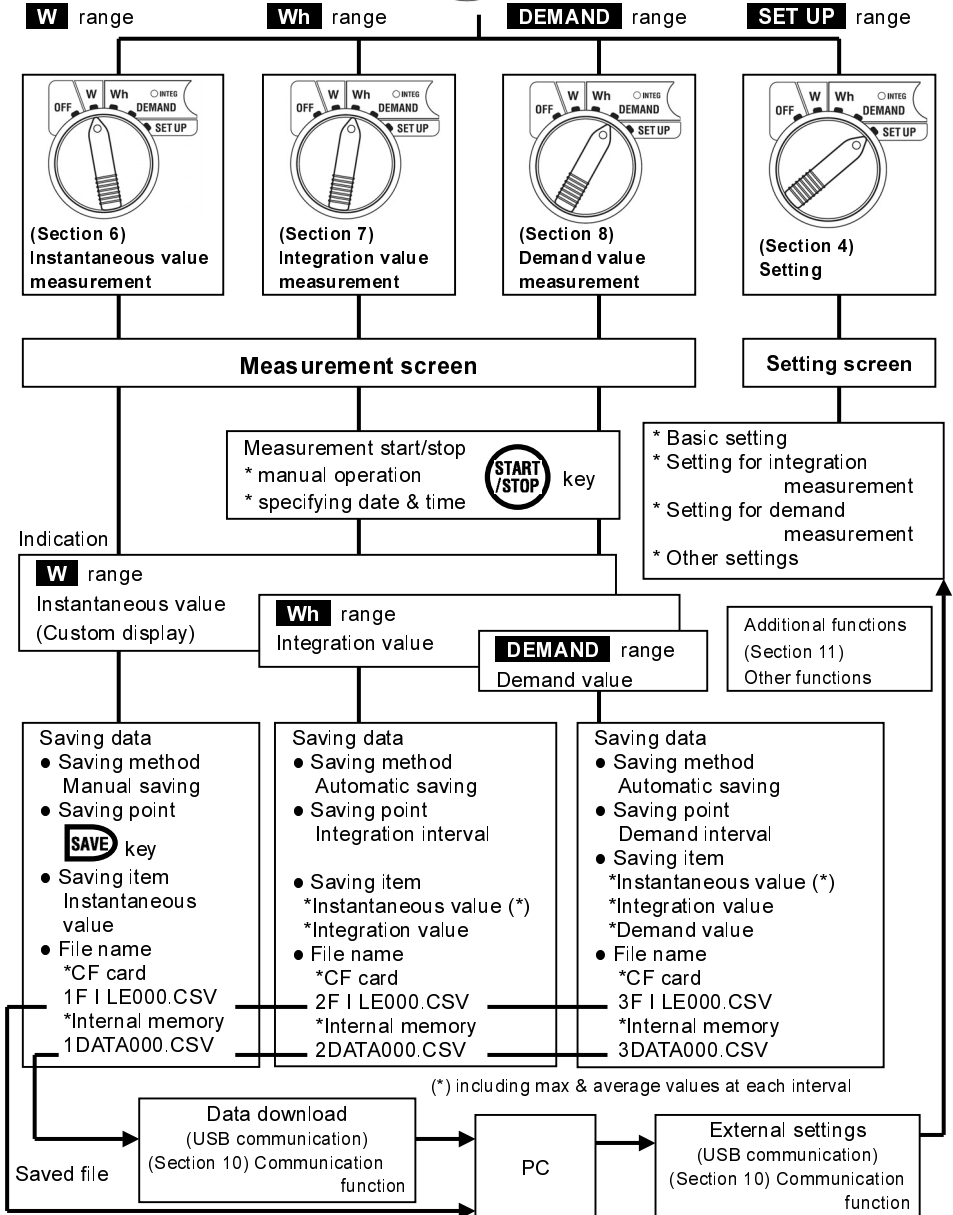 W range
Wh range
DEMAND range
SET UP range
OFF W Wh INTEG DEMAND SET UP
(Section 6)
Instantaneous value
measurement
OFF W Wh INTEG DEMAND SET UP
(Section 7)
Integration value
measurement
OFF W Wh INTEG DEMAND SET UP
(Section 8)
Demand value
measurement
OFF W Wh INTEG DEMAND SET UP
(Section 4)
Setting
Measurement screen
Setting screen
Measurement start/stop
* manual operation
* specifying date & time
START
/STOP key
* Basic setting
* Setting for integration
measurement
* Setting for demand
measurement
* Other settings
Indication
W range
Instantaneous value
(Custom display)
Wh range
Integration value
DEMAND range
Demand value
Additional functions
(Section 11)
Other functions
Saving data
● Saving method
Manual saving
● Saving point
SAVE key
● Saving item
Instantaneous
value
● File name
*CF card
1F I LE000.CSV
*Internal memory
1DATA000.CSV
Saving data
● Saving method
Automatic saving
● Saving point
Integration interval
● Saving item
*Instantaneous value (*)
*Integration value
● File name
*CF card
2F I LE000.CSV
*Internal memory
2DATA000.CSV
Saving data
● Saving method
Automatic saving
● Saving point
Demand interval
● Saving item
*Instantaneous value (*)
*Integration value
*Demand value
● File name
*CF card
3F I LE000.CSV
*Internal memory
3DATA000.CSV
(*) including max & average values at each interval
Data download
(USB communication)
(Section 10) Communication
function
Saved file
PC
External settings
(USB communication)
(Section 10) Communication
function